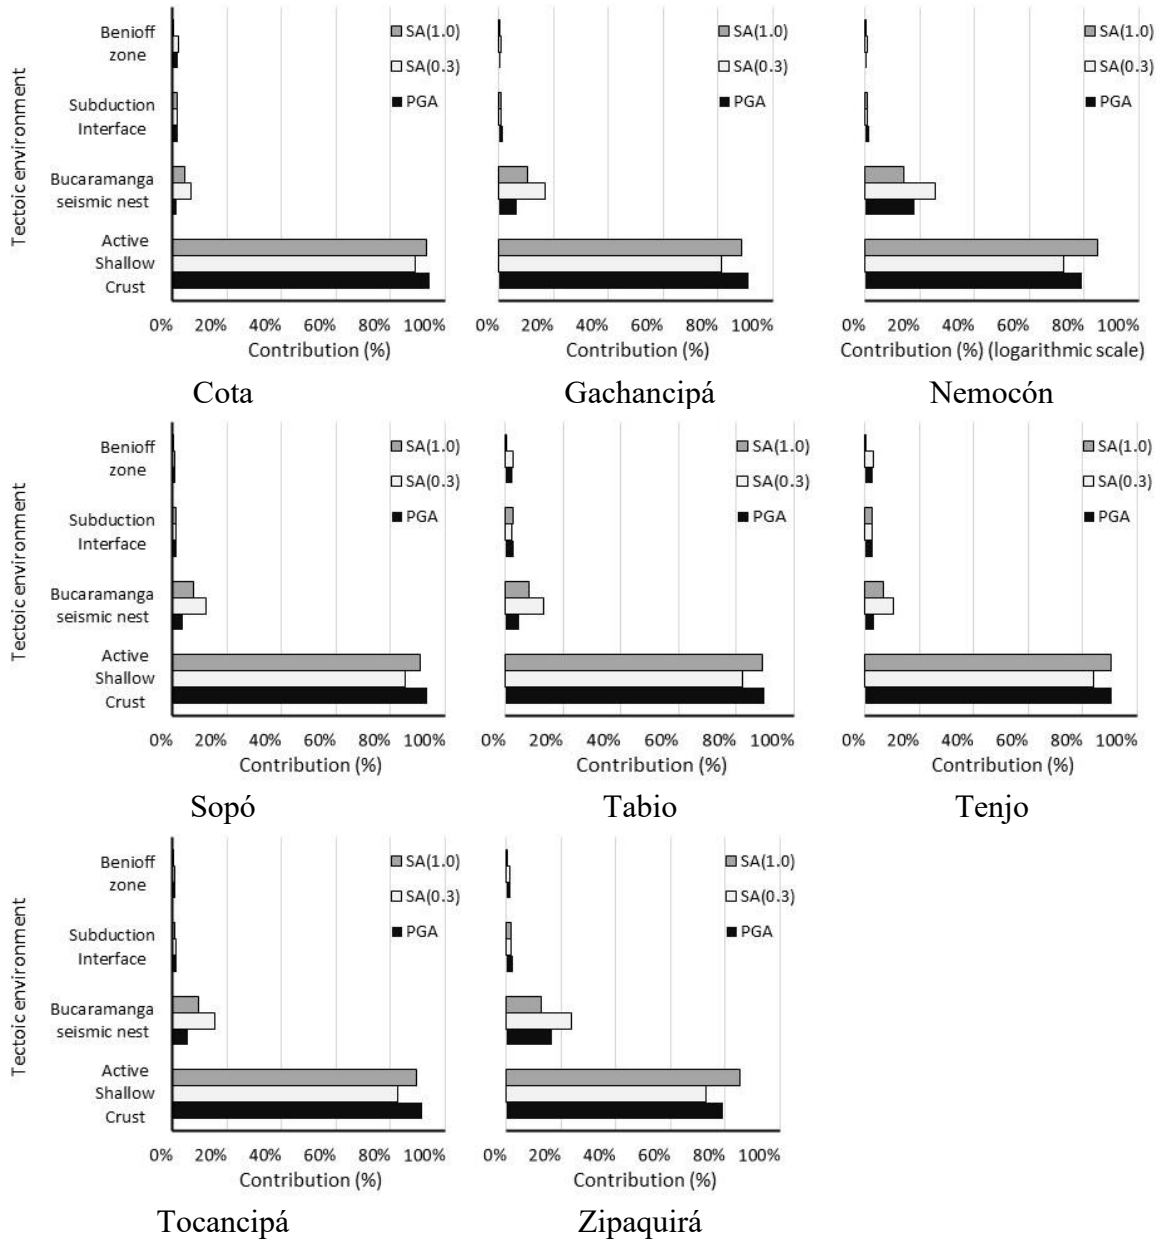 Tectoic environment
Benioff
zone
Subduction
Interface
Bucaramanga
seismic nest
Active
Shallow
Crust
SA(1.0)
SA(0.3)
PGA
0% 20% 40% 60% 80% 100%
Contribution (%)
Cota
SA(1.0)
SA(0.3)
PGA
0% 20% 40% 60% 80% 100%
Contribution (%)
Gachancipá
SA(1.0)
SA(0.3)
PGA
0% 20% 40% 60% 80% 100%
Contribution (%) (logarithmic scale)
Nemocón
Tectoic environment
Benioff
zone
Subduction
Interface
Bucaramanga
seismic nest
Active
Shallow
Crust
SA(1.0)
SA(0.3)
PGA
0% 20% 40% 60% 80% 100%
Contribution (%)
Sopó
SA(1.0)
SA(0.3)
PGA
0% 20% 40% 60% 80% 100%
Contribution (%)
Tabio
SA(1.0)
SA(0.3)
PGA
0% 20% 40% 60% 80% 100%
Contribution (%)
Tenjo
Tectoic environment
Benioff
zone
Subduction
Interface
Bucaramanga
seismic nest
Active
Shallow
Crust
SA(1.0)
SA(0.3)
PGA
0% 20% 40% 60% 80% 100%
Contribution (%)
Tocancipá
SA(1.0)
SA(0.3)
PGA
0% 20% 40% 60% 80% 100%
Contribution (%)
Zipaquirá